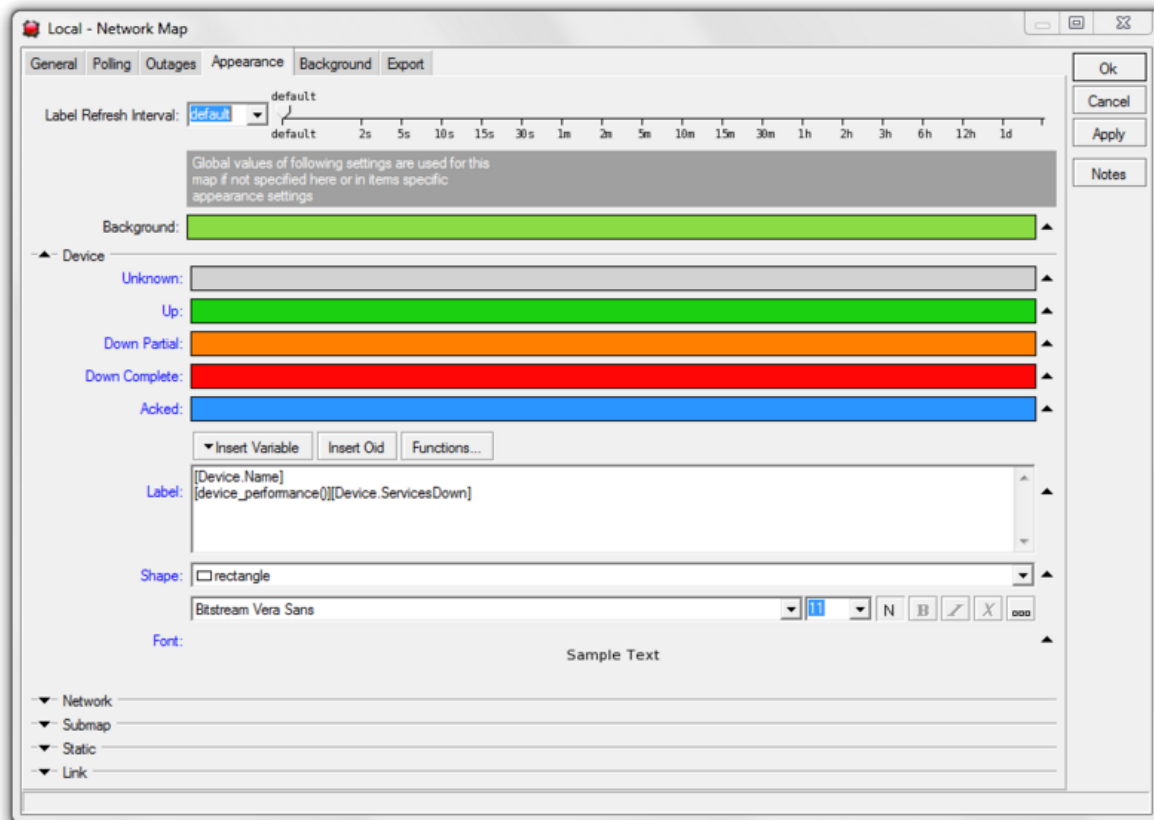 Local - Network Map
General Polling Outages Appearance Background Export
Ok
Cancel
Apply
Notes
default
Label Refresh Interval: default
default 2s 5s 10s 15s 30s 1m 2m 5m 10m 15m 30m 1h 2h 3h 6h 12h 1d
Global values of following settings are used for this
map if not specified here or in items specific
appearance settings
Background:
Device
Unknown:
Up:
Down Partial:
Down Complete:
Acked:
Insert Variable Insert Oid Functions...
Label:
[Device.Name]
[device_performance()][Device.ServicesDown]
Shape: rectangle
Bitstream Vera Sans 11 N B I X
Font:
Sample Text
Network
Submap
Static
Link